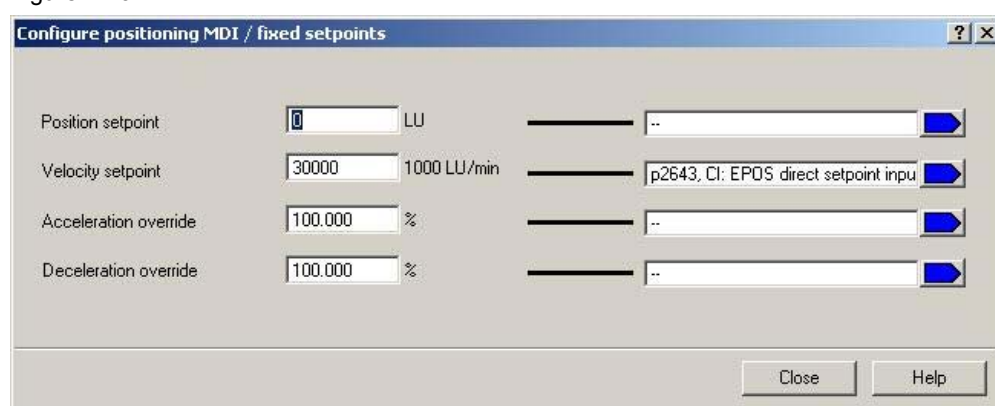 Configure positioning MDI / fixed setpoints ? x
Position setpoint 0 LU --
Velocity setpoint 30000 1000 LU/min p2643, CI: EPOS direct setpoint inpu
Acceleration override 100.000 % --
Deceleration override 100.000 % --
Close Help